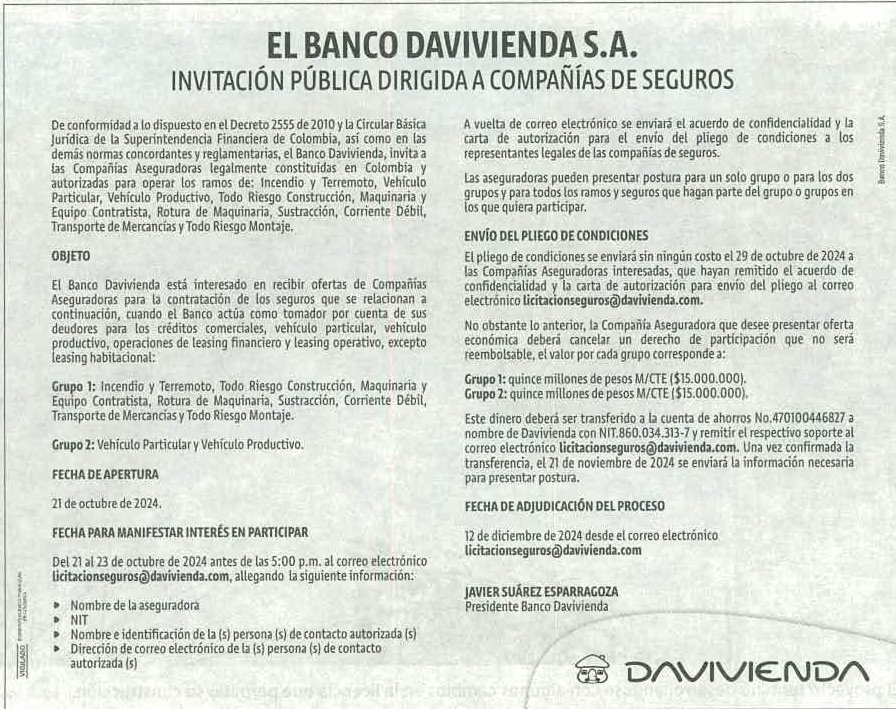 EL BANCO DAVIVIENDA S.A.
INVITACIÓN PÚBLICA DIRIGIDA A COMPAÑÍAS DE SEGUROS
De conformidad a lo dispuesto en el Decreto 2555 de 2010 y la Circular Básica
Jurídica de la Superintendencia Financiera de Colombia, así como en las
demás normas concordantes y reglamentarias, el Banco Davivienda, invita a
las Compañías Aseguradoras legalmente constituidas en Colombia y
autorizadas para operar los ramos de: Incendio y Terremoto, Vehículo
Particular, Vehículo Productivo, Todo Riesgo Construcción, Maquinaria y
Equipo Contratista, Rotura de Maquinaria, Sustracción, Corriente Débil,
Transporte de Mercancías y Todo Riesgo Montaje.
OBJETO
El Banco Davivienda está interesado en recibir ofertas de Compañías
Aseguradoras para la contratación de los seguros que se relacionan a
continuación, cuando el Banco actúa como tomador por cuenta de sus
deudores para los créditos comerciales, vehículo particular, vehículo
productivo, operaciones de leasing financiero y leasing operativo, excepto
leasing habitacional:
Grupo 1: Incendio y Terremoto, Todo Riesgo Construcción, Maquinaria y
Equipo Contratista, Rotura de Maquinaria, Sustracción, Corriente Débil,
Transporte de Mercancías y Todo Riesgo Montaje.
Grupo 2: Vehículo Particular y Vehículo Productivo.
FECHA DE APERTURA
21 de octubre de 2024.
FECHA PARA MANIFESTAR INTERÉS EN PARTICIPAR
Del 21 al 23 de octubre de 2024 antes de las 5:00 p.m. al correo electrónico
licitacionseguros@davivienda.com, allegando la siguiente información:
Nombre de la aseguradora
NIT
Nombre e identificación de la (s) persona (s) de contacto autorizada (s)
Dirección de correo electrónico de la (s) persona (s) de contacto
autorizada (s)
A vuelta de correo electrónico se enviará el acuerdo de confidencialidad y la
carta de autorización para el envío del pliego de condiciones a los
representantes legales de las compañías de seguros.
Las aseguradoras pueden presentar postura para un solo grupo o para los dos
grupos y para todos los ramos y seguros que hagan parte del grupo o grupos en
los que quiera participar.
ENVÍO DEL PLIEGO DE CONDICIONES
El pliego de condiciones se enviará sin ningún costo el 29 de octubre de 2024 a
las Compañías Aseguradoras interesadas, que hayan remitido el acuerdo de
confidencialidad y la carta de autorización para envío del pliego al correo
electrónico licitacionseguros@davivienda.com.
No obstante lo anterior, la Compañía Aseguradora que desee presentar oferta
económica deberá cancelar un derecho de participación que no será
reembolsable, el valor por cada grupo corresponde a:
Grupo 1: quince millones de pesos M/CTE ($15.000.000).
Grupo 2: quince millones de pesos M/CTE ($15.000.000).
Este dinero deberá ser transferido a la cuenta de ahorros No.470100446827 a
nombre de Davivienda con NIT.860.034.313-7 y remitir el respectivo soporte al
correo electrónico licitacionseguros@davivienda.com. Una vez confirmada la
transferencia, el 21 de noviembre de 2024 se enviará la información necesaria
para presentar postura.
FECHA DE ADJUDICACIÓN DEL PROCESO
12 de diciembre de 2024 desde el correo electrónico
licitacionseguros@davivienda.com
JAVIER SUÁREZ ESPARRAGOZA
Presidente Banco Davivienda
DAVIVIENDA
Banco Davivienda S.A.
VIGILADO